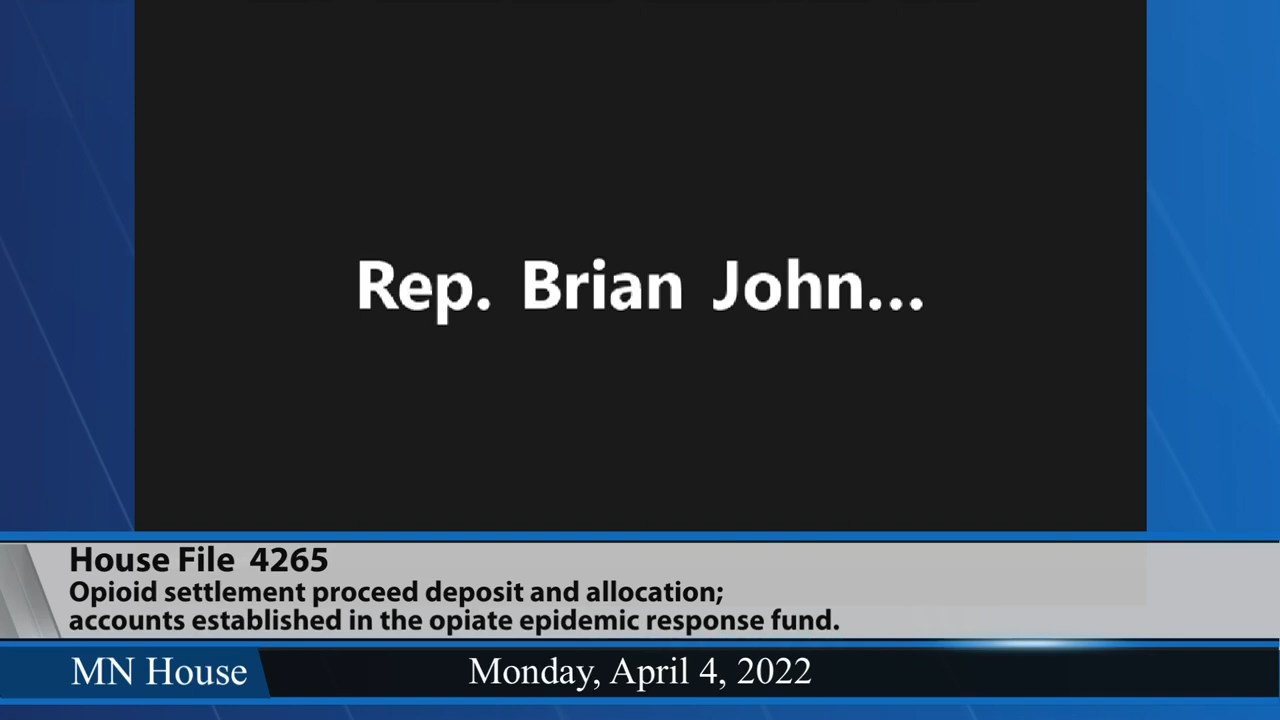 Rep. Brian John...
House File 4265
Opioid settlement proceed deposit and allocation;
accounts established in the opiate epidemic response fund.
MN House
Monday, April 4, 2022